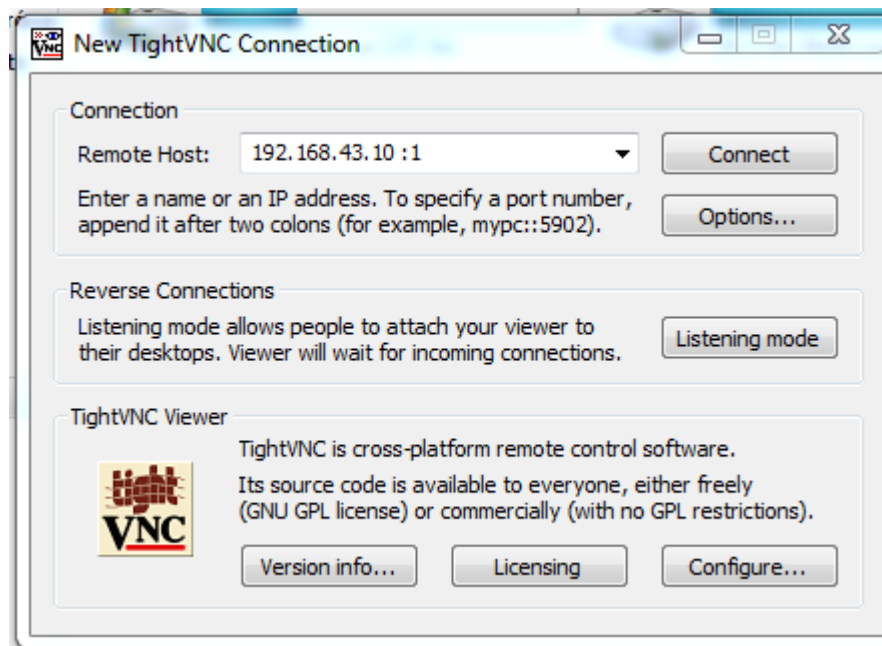 New TightVNC Connection
Connection
Remote Host: 192.168.43.10 :1 Connect
Enter a name or an IP address. To specify a port number,
append it after two colons (for example, mypc::5902).
Options...
Reverse Connections
Listening mode allows people to attach your viewer to
their desktops. Viewer will wait for incoming connections.
Listening mode
TightVNC Viewer
TightVNC is cross-platform remote control software.
Its source code is available to everyone, either freely
(GNU GPL license) or commercially (with no GPL restrictions).
tight
VNC
Version info... Licensing Configure...